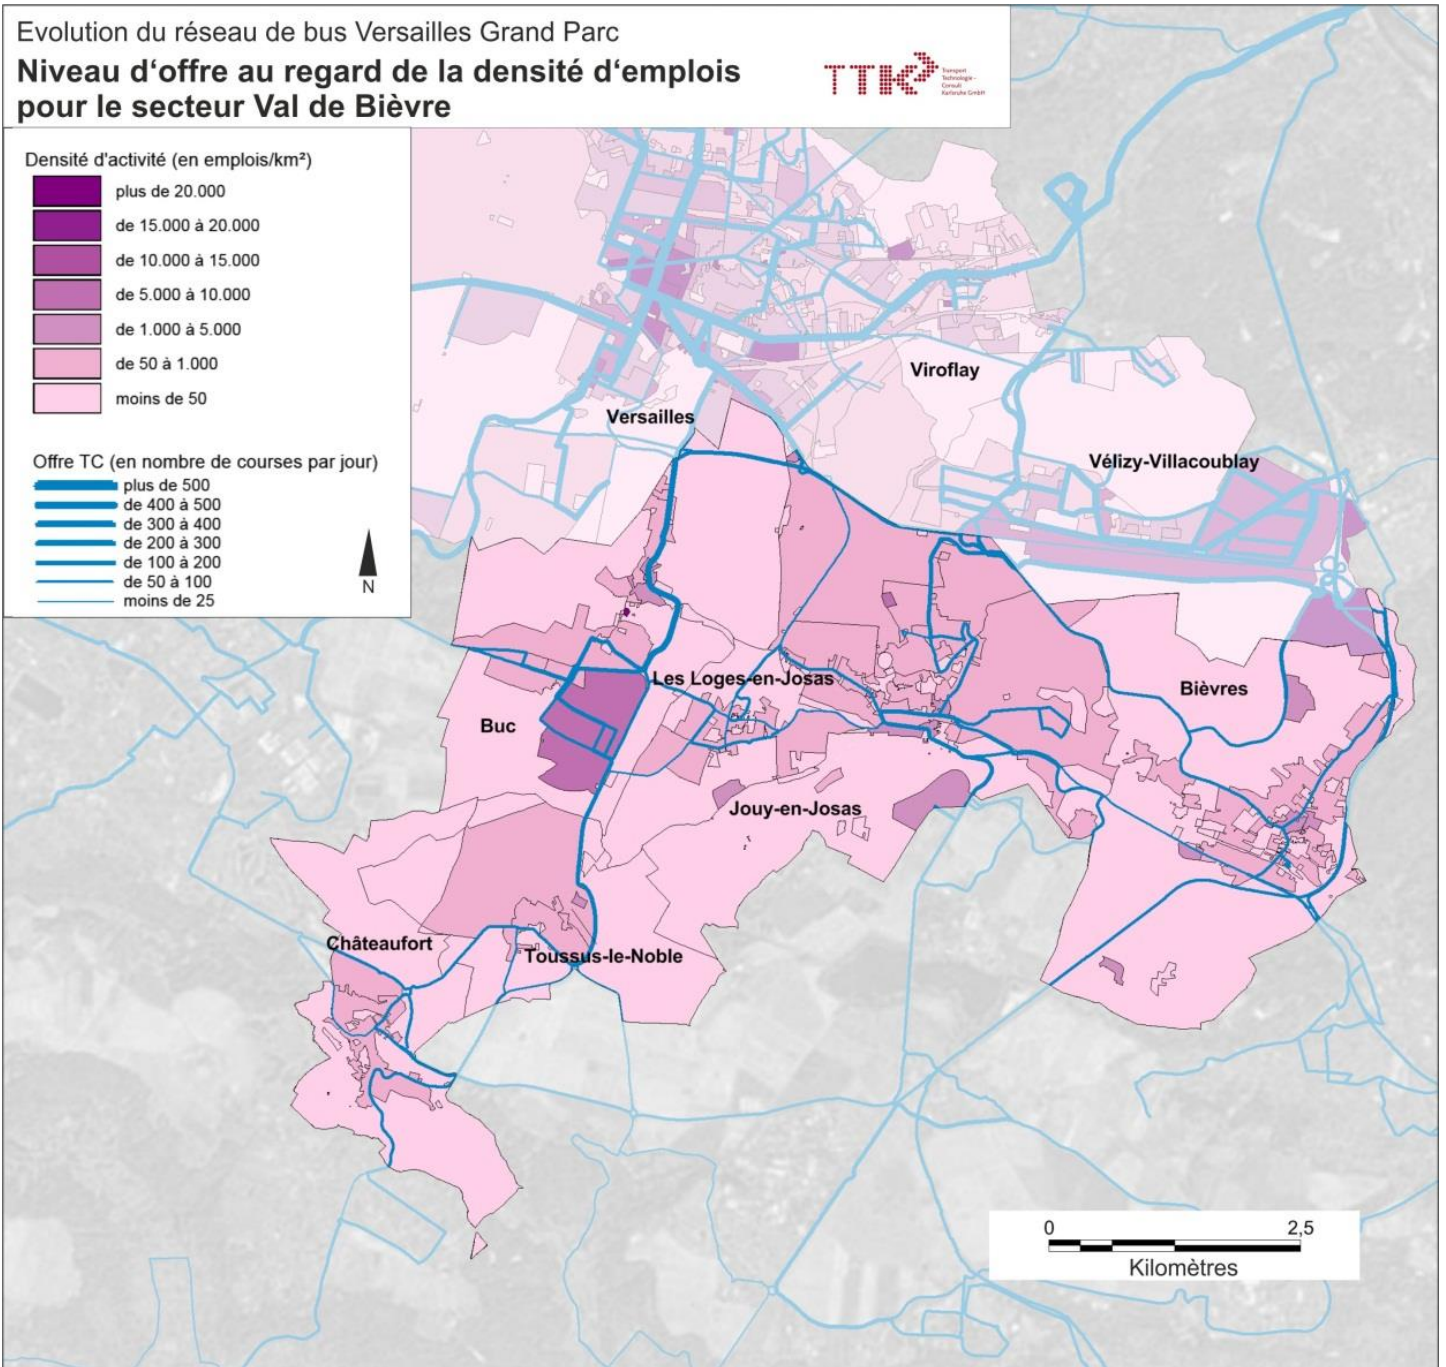 Evolution du réseau de bus Versailles Grand Parc
Niveau d‘offre au regard de la densité d‘emplois
pour le secteur Val de Bièvre
TTK
Transport
Technologie -
Consult
Karlsruhe GmbH
Densité d'activité (en emplois/km²)
plus de 20.000
de 15.000 à 20.000
de 10.000 à 15.000
de 5.000 à 10.000
de 1.000 à 5.000
de 50 à 1.000
moins de 50
Offre TC (en nombre de courses par jour)
plus de 500
de 400 à 500
de 300 à 400
de 200 à 300
de 100 à 200
de 50 à 100
moins de 25
N
Viroflay
Versailles
Vélizy-Villacoublay
Les Loges-en-Josas
Bièvres
Buc
Jouy-en-Josas
Châteaufort
Toussus-le-Noble
0 2,5
Kilomètres